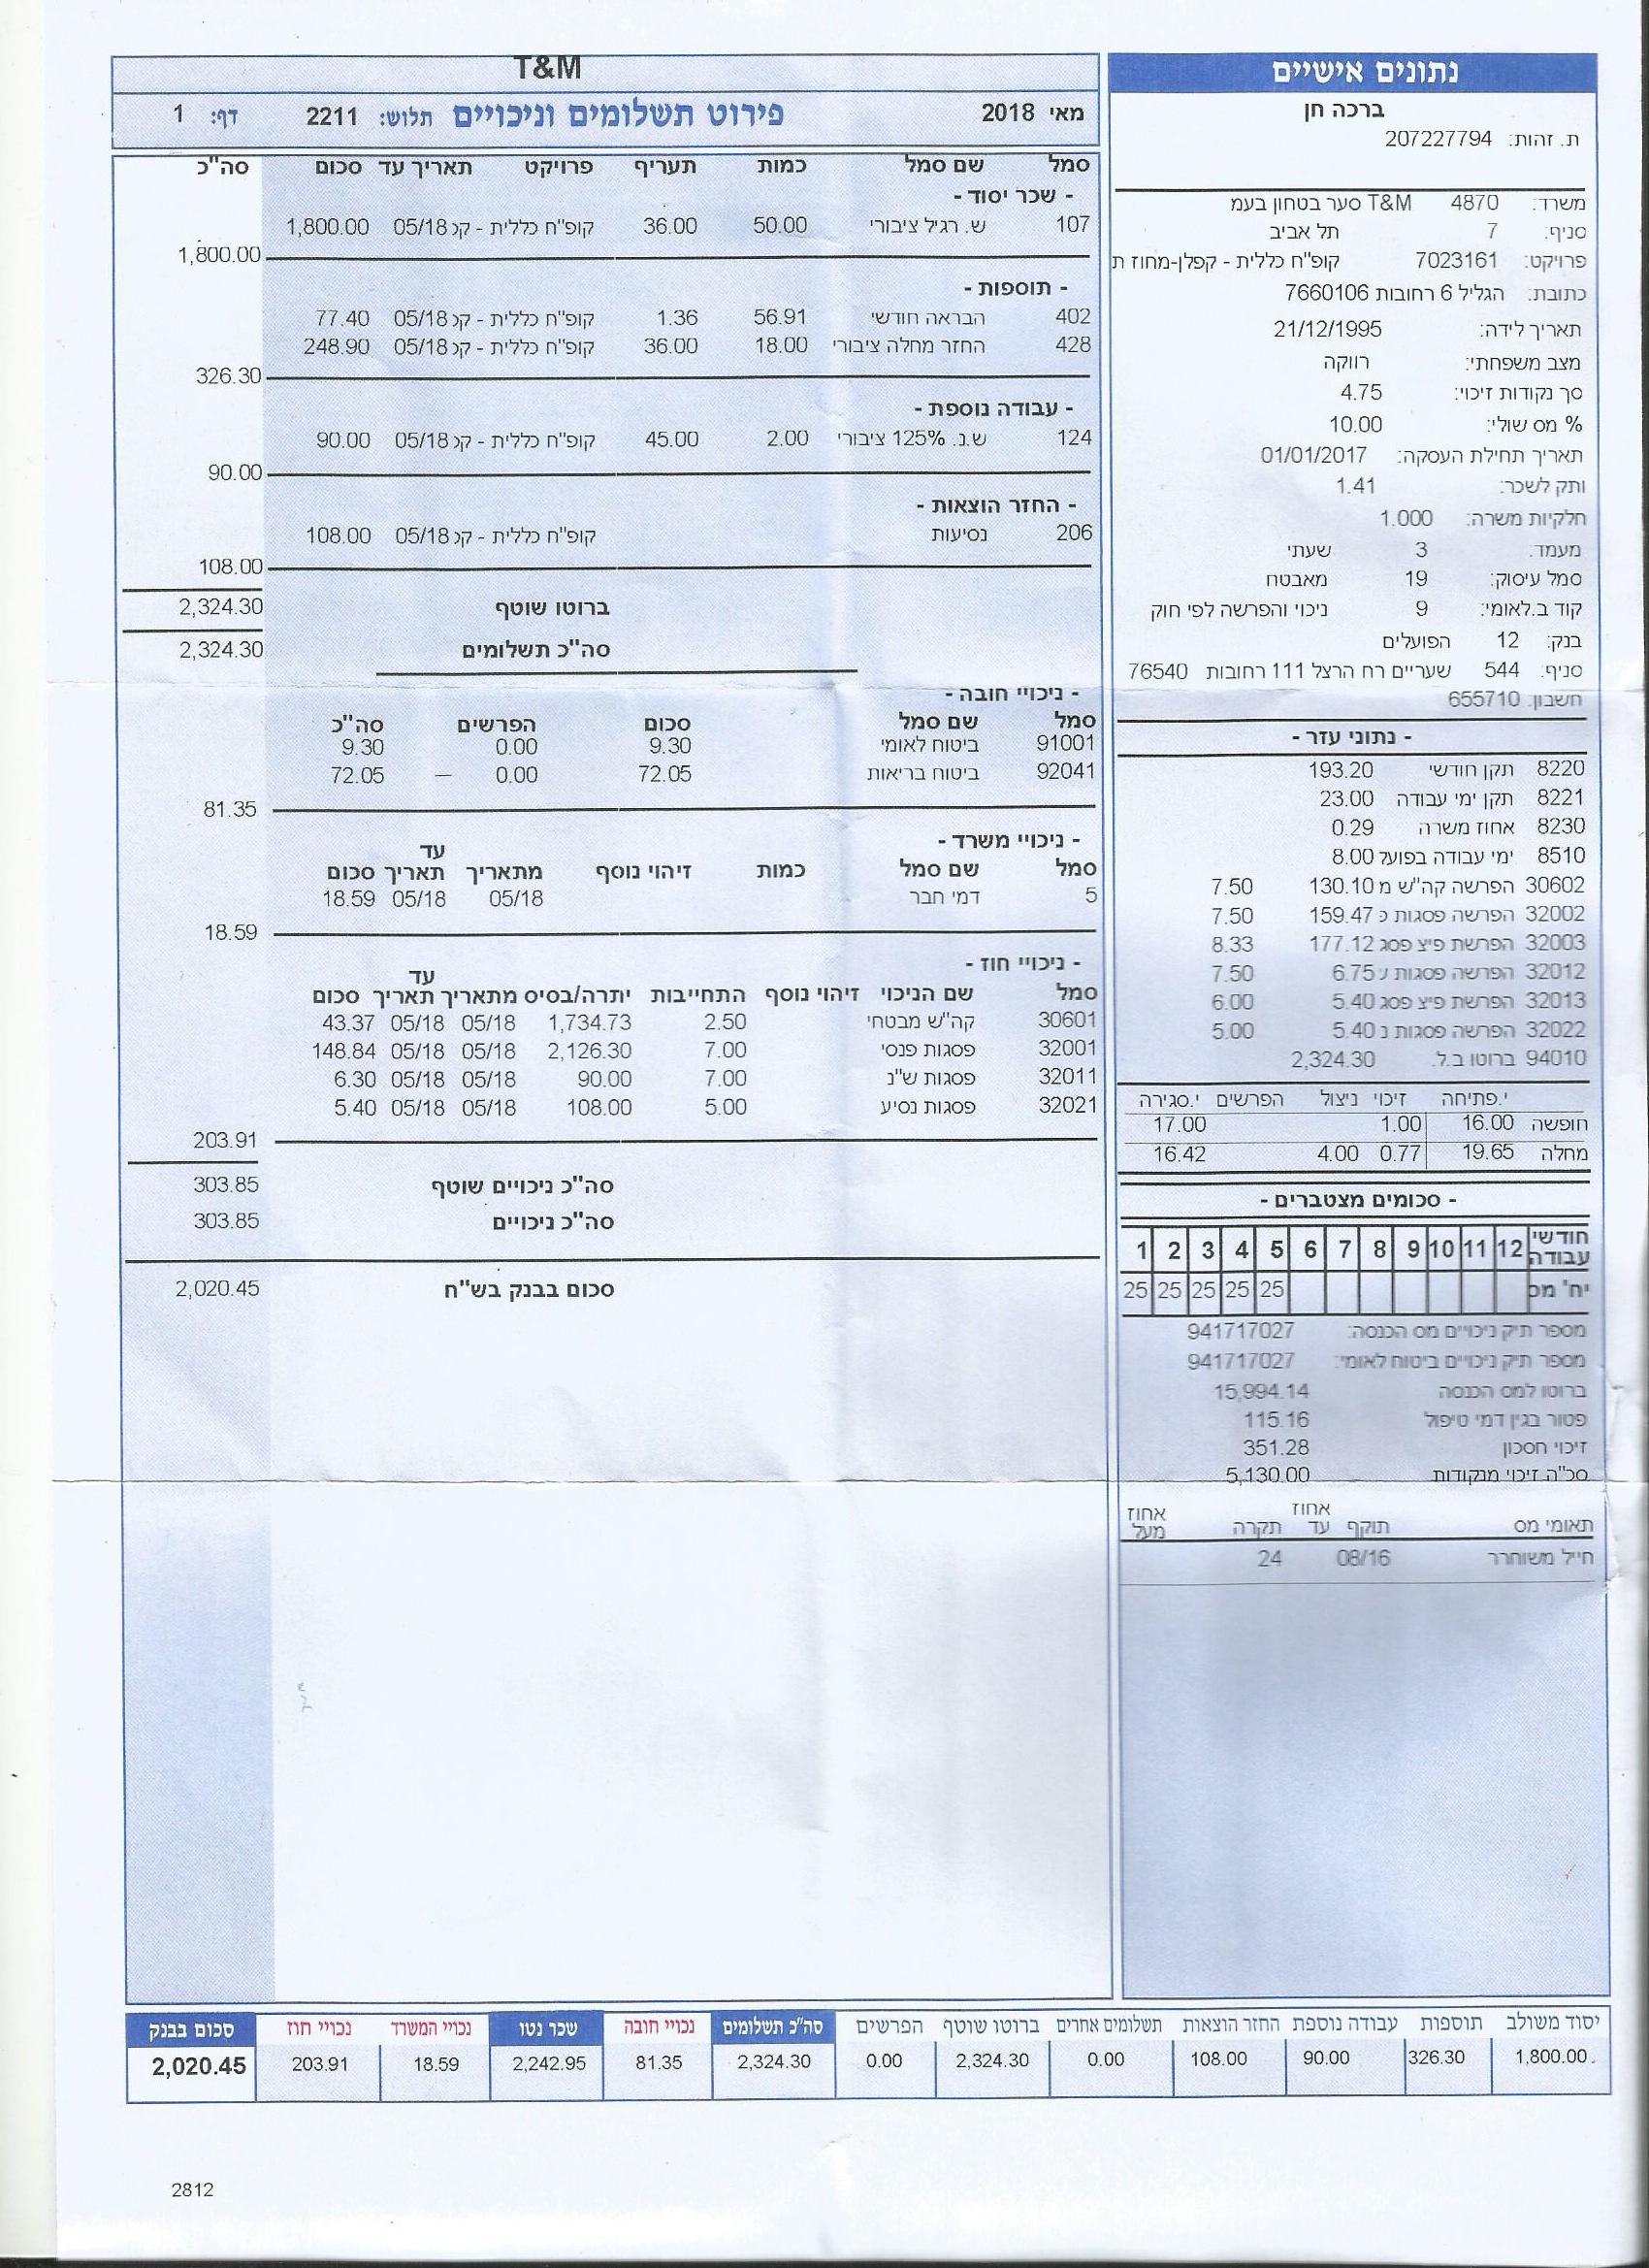 T&M
מאי 2018 פירוט תשלומים וניכויים תלוש: 2211 דף: 1
סמל שם סמל כמות תעריף פרויקט תאריך עד סכום סה"כ
- שכר יסוד -
107 ש. רגיל ציבורי 50.00 36.00 קופ"ח כללית - קפ 05/18 1,800.00
1,800.00
- תוספות -
402 הבראה חודשי 56.91 1.36 קופ"ח כללית - קפ 05/18 77.40
428 החזר מחלה ציבורי 18.00 36.00 קופ"ח כללית - קפ 05/18 248.90
326.30
- עבודה נוספת -
124 ש.נ. 125% ציבורי 2.00 45.00 קופ"ח כללית - קפ 05/18 90.00
90.00
- החזר הוצאות -
206 נסיעות קופ"ח כללית - קפ 05/18 108.00
108.00
ברוטו שוטף 2,324.30
סה"כ תשלומים 2,324.30
- ניכויי חובה -
סמל שם סמל סכום הפרשים סה"כ
91001 ביטוח לאומי 9.30 0.00 9.30
92041 ביטוח בריאות 72.05 0.00 72.05
81.35
- ניכויי משרד -
סמל שם סמל כמות זיהוי נוסף מתאריך עד תאריך סכום
5 דמי חבר 05/18 05/18 18.59
18.59
- ניכויי חוז -
סמל שם הניכוי זיהוי נוסף התחייבות יתרה/בסיס מתאריך עד תאריך סכום
30601 קה"ש מבטחי 2.50 1,734.73 05/18 05/18 43.37
32001 פסגות פנסי 7.00 2,126.30 05/18 05/18 148.84
32011 פסגות ש"נ 7.00 90.00 05/18 05/18 6.30
32021 פסגות נסיע 5.00 108.00 05/18 05/18 5.40
203.91
סה"כ ניכויים שוטף 303.85
סה"כ ניכויים 303.85
סכום בבנק בש"ח 2,020.45
נתונים אישיים
ברכה חן
ת. זהות: 207227794
משרד: 4870 T&M סער בטחון בעמ
סניף: 7 תל אביב
פרויקט: 7023161 קופ"ח כללית - קפלן-מחוז ת
כתובת: הגליל 6 רחובות 7660106
תאריך לידה: 21/12/1995
מצב משפחתי: רווקה
סך נקודות זיכוי: 4.75
% מס שולי: 10.00
תאריך תחילת העסקה: 01/01/2017
ותק לשכר: 1.41
חלקיות משרה: 1.000
מעמד: 3 שעתי
סמל עיסוק: 19 מאבטח
קוד ב.לאומי: 9 ניכוי והפרשה לפי חוק
בנק: 12 הפועלים
סניף: 544 שעריים רח הרצל 111 רחובות 76540
חשבון: 655710
- נתוני עזר -
8220 תקן חודשי 193.20
8221 תקן ימי עבודה 23.00
8230 אחוז משרה 0.29
8510 ימי עבודה בפועל 8.00
30602 הפרשה קה"ש מ 130.10 7.50
32002 הפרשה פסגות פ 159.47 7.50
32003 הפרשת פיצ פסג 177.12 8.33
32012 הפרשה פסגות ע 6.75 7.50
32013 הפרשת פיצ פסג 5.40 6.00
32022 הפרשה פסגות נ 5.40 5.00
94010 ברוטו ב.ל. 2,324.30
י.פתיחה זיכוי ניצול הפרשים י.סגירה
חופשה 16.00 1.00 17.00
מחלה 19.65 0.77 4.00 16.42
- סכומים מצטברים -
חודשי עבודה 12 11 10 9 8 7 6 5 4 3 2 1
יח' מס 25 25 25 25 25
מספר תיק ניכויים מס הכנסה: 941717027
מספר תיק ניכויים ביטוח לאומי: 941717027
ברוטו למס הכנסה 15,994.14
פטור בגין דמי טיפול 115.16
זיכוי חסכון 351.28
סכ"ה זיכוי מנקודות 5,130.00
תאומי מס תוקף אחוז עד תקרה אחוז מעל
חייל משוחרר 08/16 24
יסוד משולב תוספות עבודה נוספת החזר הוצאות תשלומים אחרים ברוטו שוטף הפרשים סה"כ תשלומים נכויי חובה שכר נטו נכויי המשרד נכויי חוז סכום בבנק
1,800.00 326.30 90.00 108.00 0.00 2,324.30 0.00 2,324.30 81.35 2,242.95 18.59 203.91 2,020.45
2812